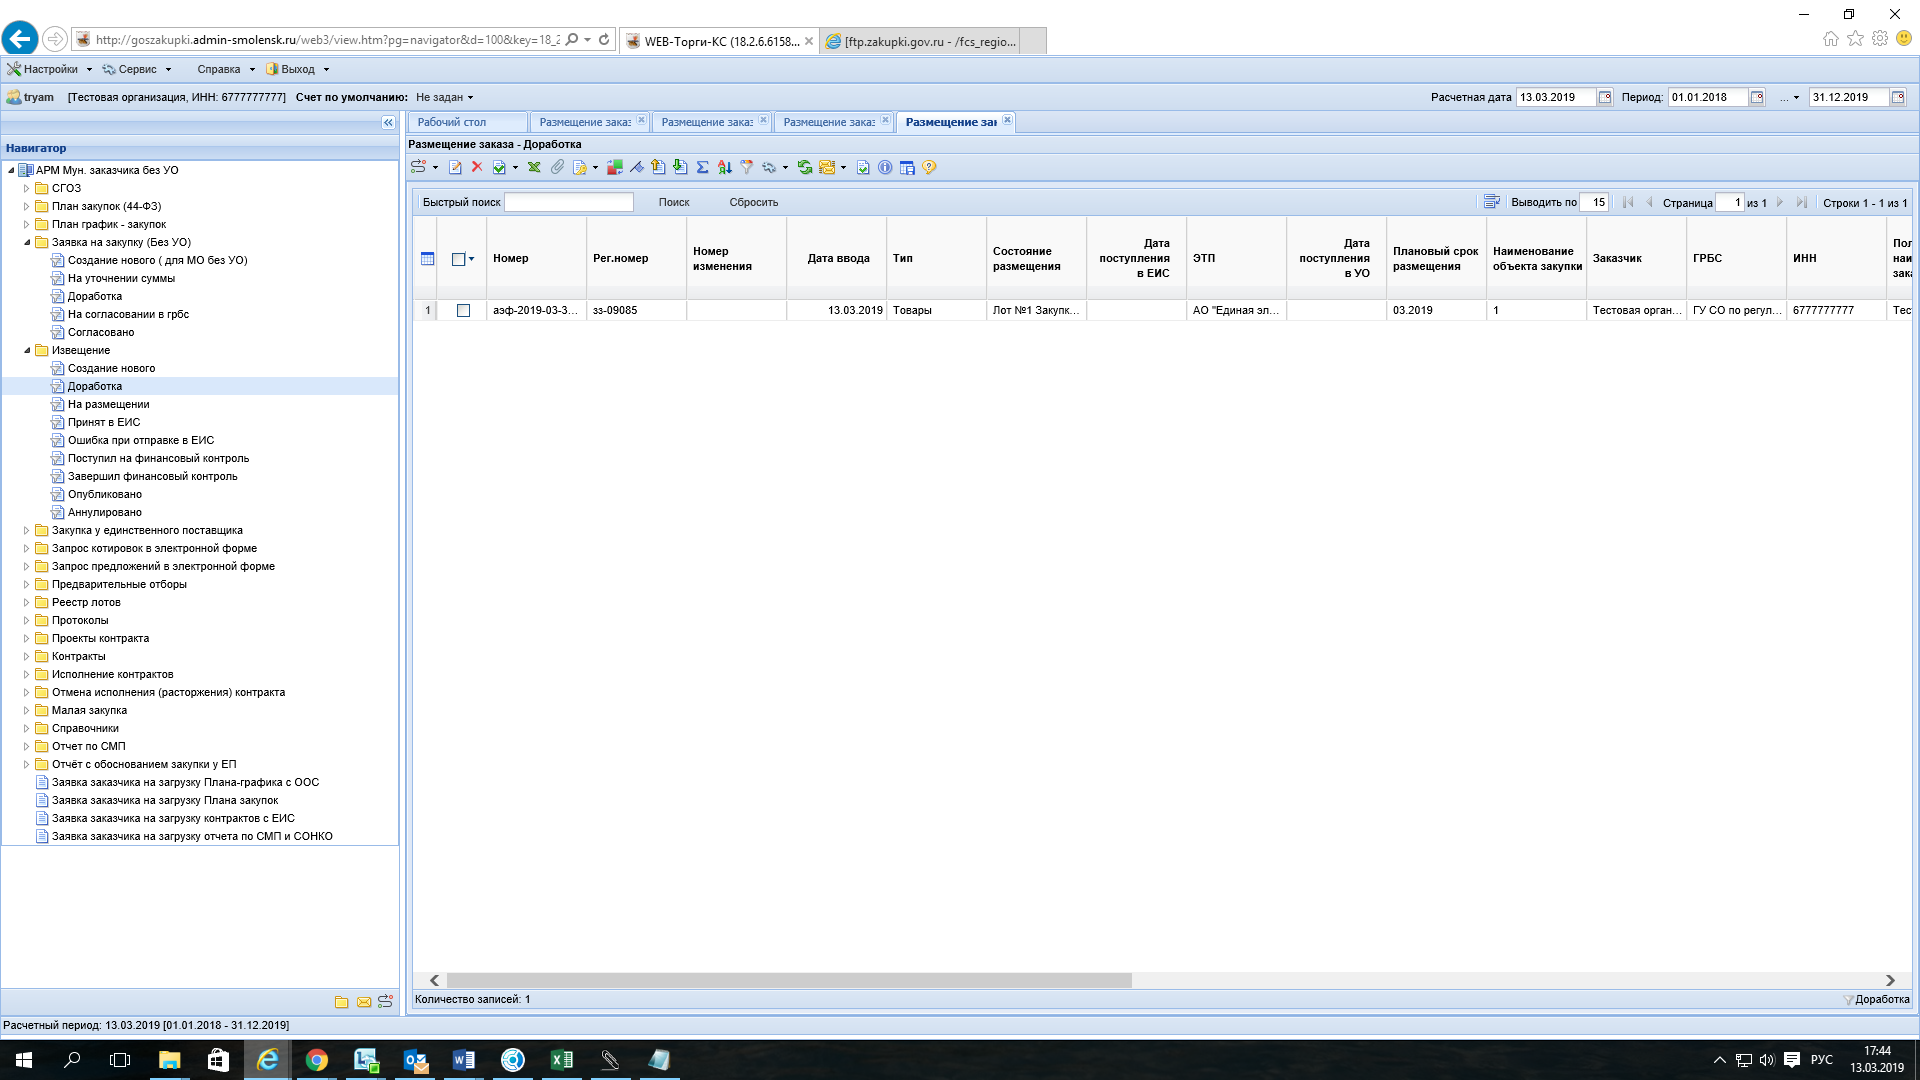 http://goszakupki.admin-smolensk.ru/web3/view.htm?pg=navigator&d=100&key=18_2
WEB-Торги-КС (18.2.6.6158...
[ftp.zakupki.gov.ru - /fcs_regio...
Настройки Сервис Справка Выход
tryam [Тестовая организация, ИНН: 6777777777] Счет по умолчанию: Не задан
Расчетная дата 13.03.2019 Период: 01.01.2018 ... 31.12.2019
Навигатор
АРМ Мун. заказчика без УО
СГОЗ
План закупок (44-ФЗ)
План график - закупок
Заявка на закупку (Без УО)
Создание нового ( для МО без УО)
На уточнении суммы
Доработка
На согласовании в грбс
Согласовано
Извещение
Создание нового
Доработка
На размещении
Принят в ЕИС
Ошибка при отправке в ЕИС
Поступил на финансовый контроль
Завершил финансовый контроль
Опубликовано
Аннулировано
Закупка у единственного поставщика
Запрос котировок в электронной форме
Запрос предложений в электронной форме
Предварительные отборы
Реестр лотов
Протоколы
Проекты контракта
Контракты
Исполнение контрактов
Отмена исполнения (расторжения) контракта
Малая закупка
Справочники
Отчет по СМП
Отчёт с обоснованием закупки у ЕП
Заявка заказчика на загрузку Плана-графика с ООС
Заявка заказчика на загрузку Плана закупок
Заявка заказчика на загрузку контрактов с ЕИС
Заявка заказчика на загрузку отчета по СМП и СОНКО
Рабочий стол Размещение заказ Размещение заказ Размещение заказ Размещение зак
Размещение заказа - Доработка
Быстрый поиск Поиск Сбросить
Выводить по 15 Страница 1 из 1 Строки 1 - 1 из 1
Номер
Рег.номер
Номер
изменения
Дата ввода
Тип
Состояние
размещения
Дата
поступления
в ЕИС
ЭТП
Дата
поступления
в УО
Плановый срок
размещения
Наименование
объекта закупки
Заказчик
ГРБС
ИНН
Пол
наи
зака
1 аэф-2019-03-3... зз-09085 13.03.2019 Товары Лот №1 Закупк... АО "Единая эл... 03.2019 1 Тестовая орган... ГУ СО по регул... 6777777777 Тес
Количество записей: 1
Доработка
Расчетный период: 13.03.2019 [01.01.2018 - 31.12.2019]
РУС
17:44
13.03.2019